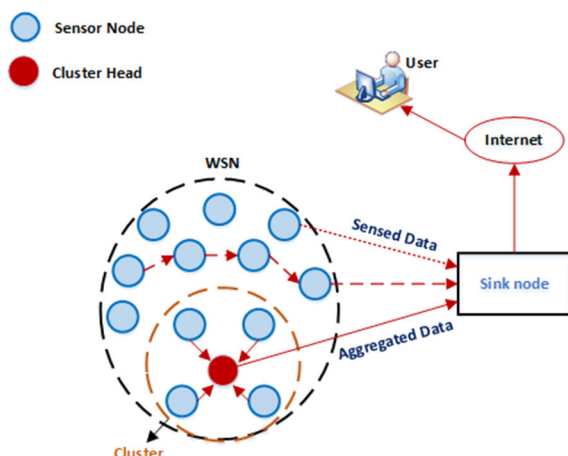 Sensor Node
Cluster Head
User
Internet
WSN
Sensed Data
Sink node
Aggregated Data
Cluster